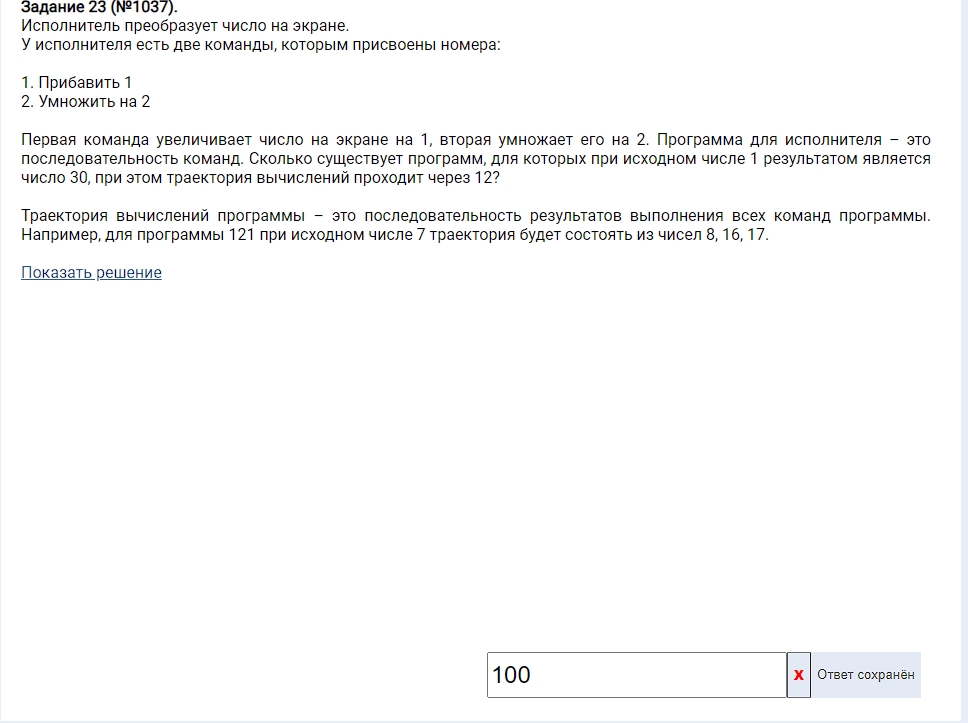 Задание 23 (№1037).
Исполнитель преобразует число на экране.
У исполнителя есть две команды, которым присвоены номера:
1. Прибавить 1
2. Умножить на 2
Первая команда увеличивает число на экране на 1, вторая умножает его на 2. Программа для исполнителя – это
последовательность команд. Сколько существует программ, для которых при исходном числе 1 результатом является
число 30, при этом траектория вычислений проходит через 12?
Траектория вычислений программы – это последовательность результатов выполнения всех команд программы.
Например, для программы 121 при исходном числе 7 траектория будет состоять из чисел 8, 16, 17.
Показать решение
100 x Ответ сохранён